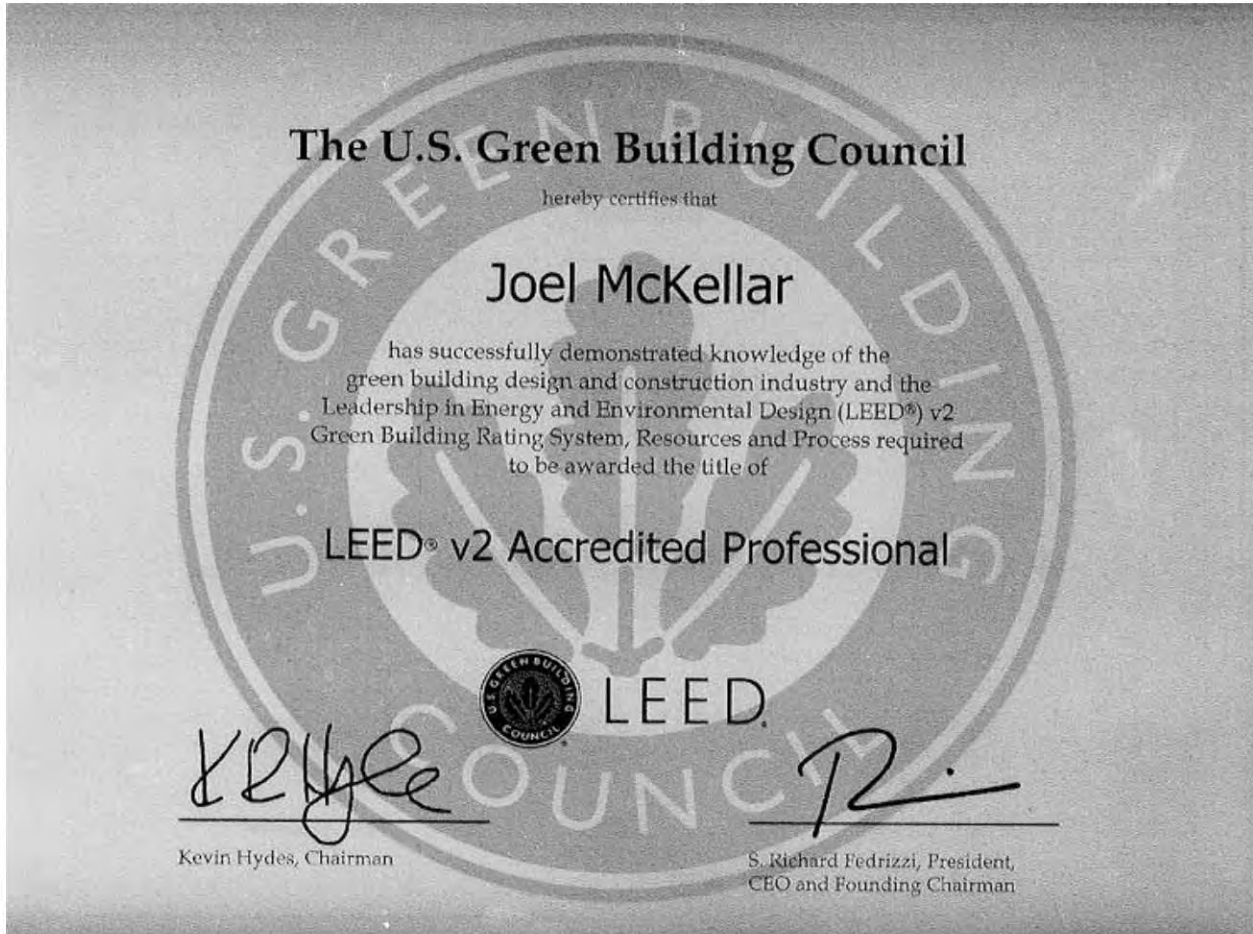 The U.S. Green Building Council
hereby certifies that
Joel McKellar
has successfully demonstrated knowledge of the
green building design and construction industry and the
Leadership in Energy and Environmental Design (LEED®) v2
Green Building Rating System, Resources and Process required
to be awarded the title of
LEED® v2 Accredited Professional
U.S. GREEN BUILDING COUNCIL
U.S. GREEN BUILDING COUNCIL ®
LEED®
Kevin Hydes, Chairman
S. Richard Fedrizzi, President,
CEO and Founding Chairman